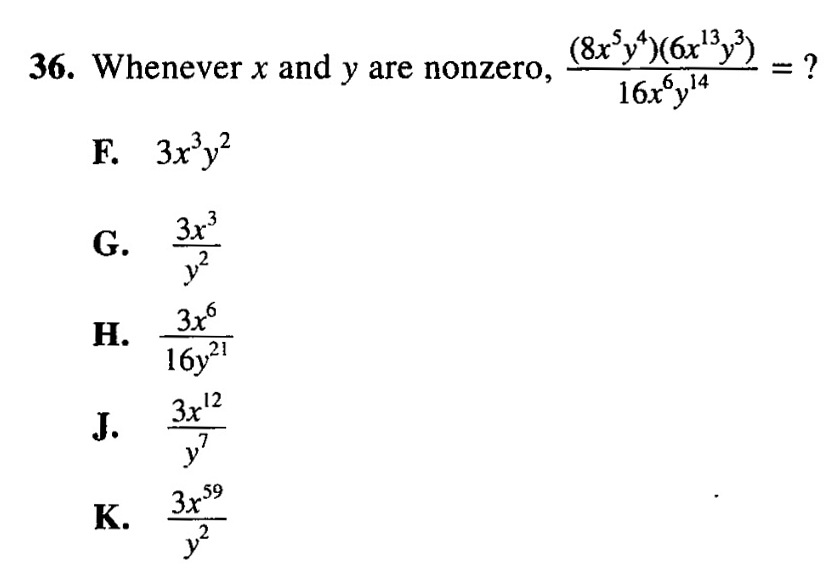 36. Whenever x and y are nonzero, (8x⁵y⁴)(6x¹³y³) / 16x⁶y¹⁴ = ?
F. 3x³y²
G. 3x³ / y²
H. 3x⁶ / 16y²¹
J. 3x¹² / y⁷
K. 3x⁵⁹ / y²